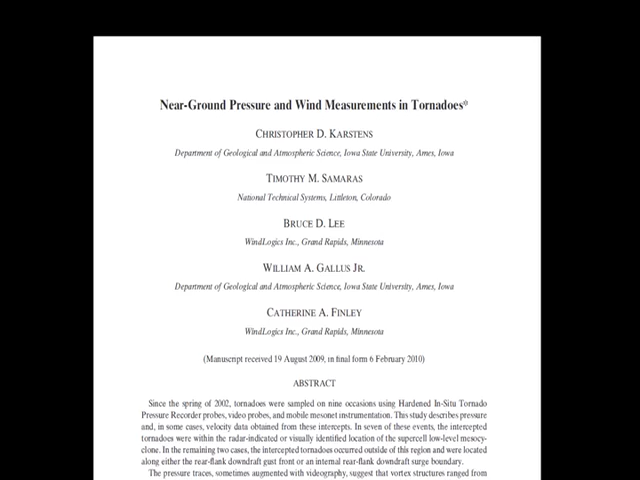 Near-Ground Pressure and Wind Measurements in Tornadoes*
CHRISTOPHER D. KARSTENS
Department of Geological and Atmospheric Science, Iowa State University, Ames, Iowa
TIMOTHY M. SAMARAS
National Technical Systems, Littleton, Colorado
BRUCE D. LEE
WindLogics Inc., Grand Rapids, Minnesota
WILLIAM A. GALLUS JR.
Department of Geological and Atmospheric Science, Iowa State University, Ames, Iowa
CATHERINE A. FINLEY
WindLogics Inc., Grand Rapids, Minnesota
(Manuscript received 19 August 2009, in final form 6 February 2010)
ABSTRACT
Since the spring of 2002, tornadoes were sampled on nine occasions using Hardened In-Situ Tornado
Pressure Recorder probes, video probes, and mobile mesonet instrumentation. This study describes pressure
and, in some cases, velocity data obtained from these intercepts. In seven of these events, the intercepted
tornadoes were within the radar-indicated or visually identified location of the supercell low-level mesocy-
clone. In the remaining two cases, the intercepted tornadoes occurred outside of this region and were located
along either the rear-flank downdraft gust front or an internal rear-flank downdraft surge boundary.
The pressure traces, sometimes augmented with videography, suggest that vortex structures ranged from